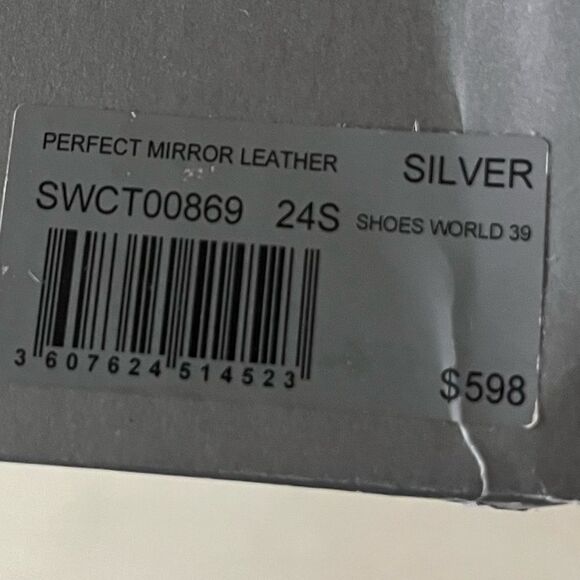 PERFECT MIRROR LEATHER SILVER
SWCT00869 24S SHOES WORLD 39
3 607624 514523
$598